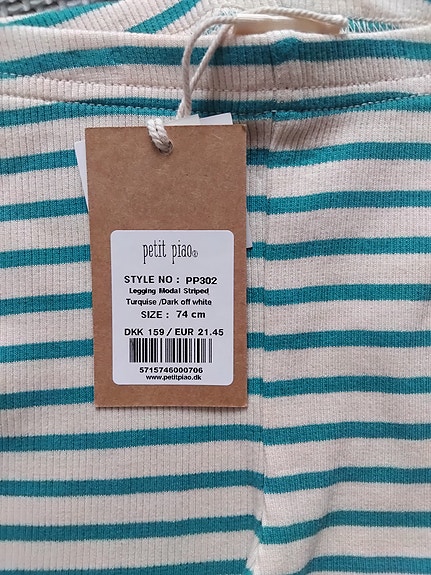 petit piao®
STYLE NO : PP302
Legging Modal Striped
Turquise /Dark off white
SIZE : 74 cm
DKK 159 / EUR 21.45
5715746000706
www.petitpiao.dk